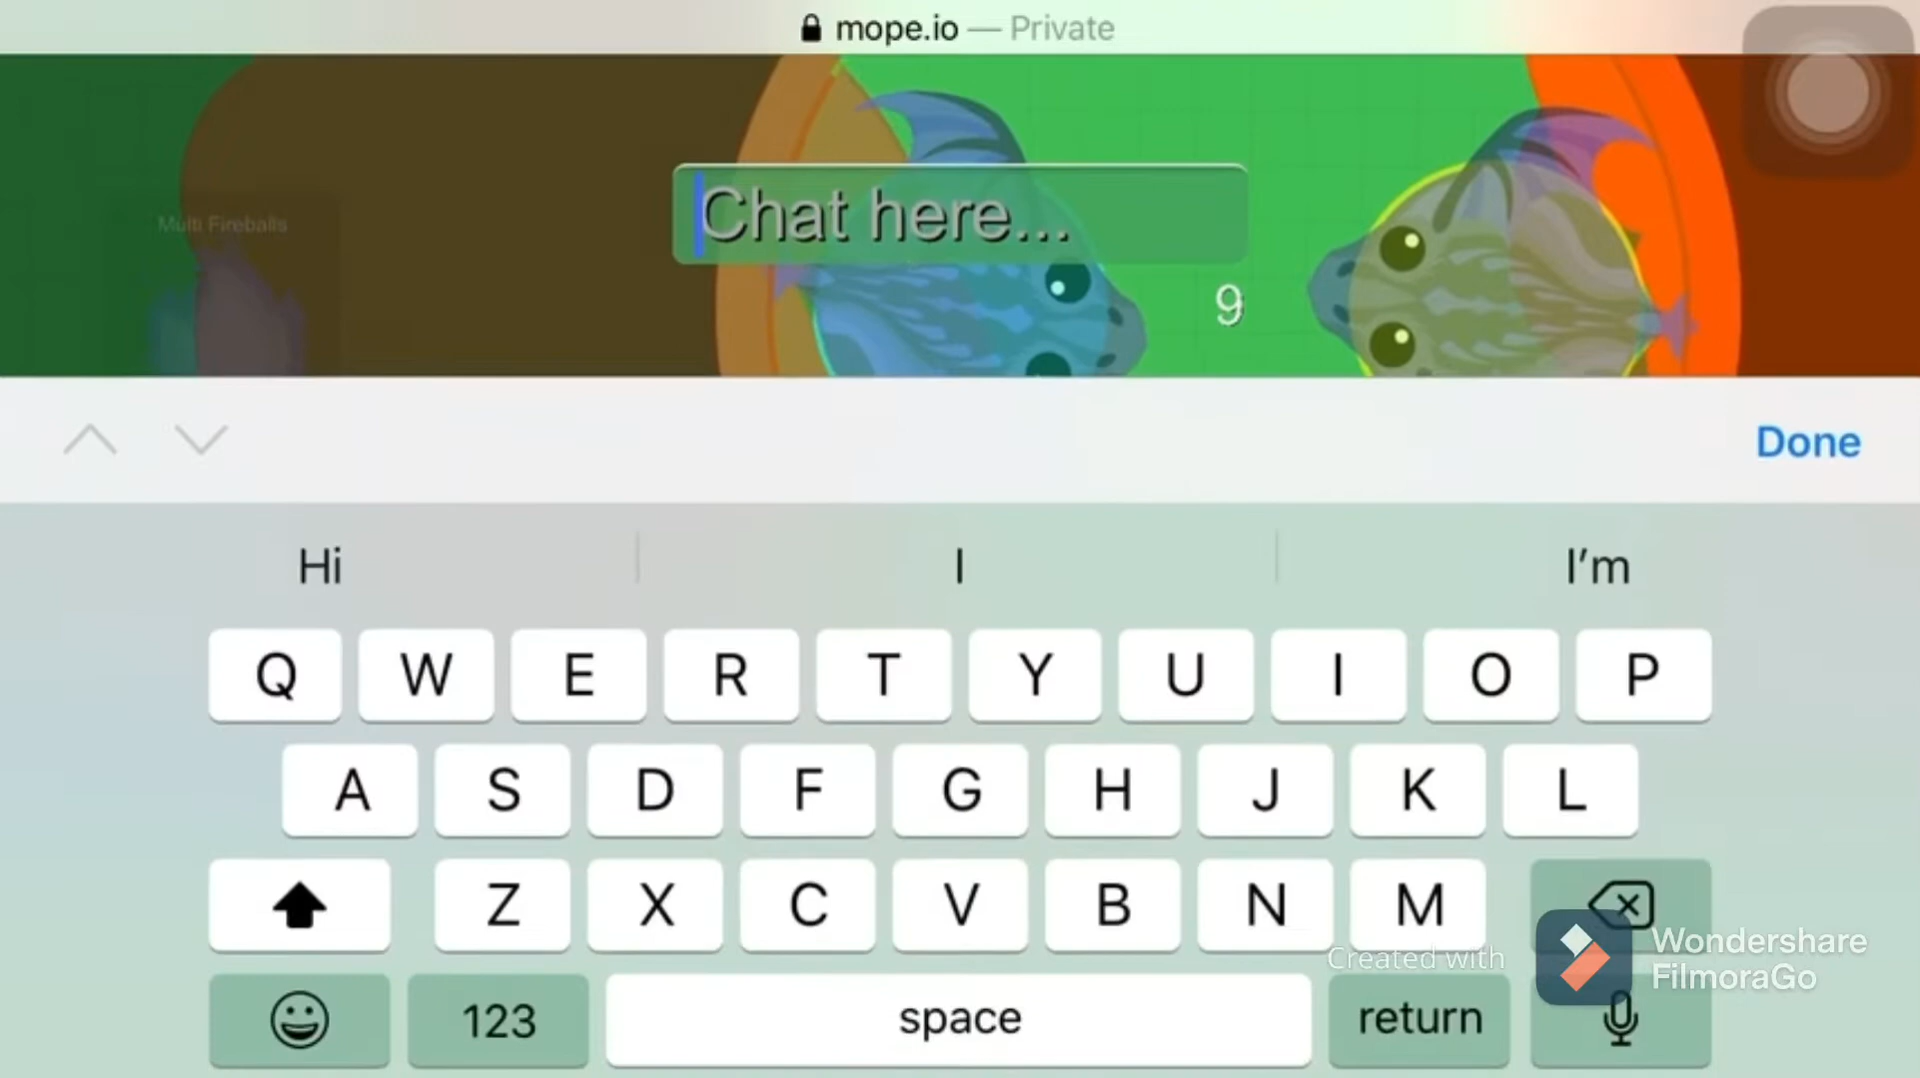 mope.io — Private
Multi Fireballs
Chat here...
9
Done
Hi I I'm
Q W E R T Y U I O P
A S D F G H J K L
Z X C V B N M
123 space return
Created with
Wondershare
FilmoraGo